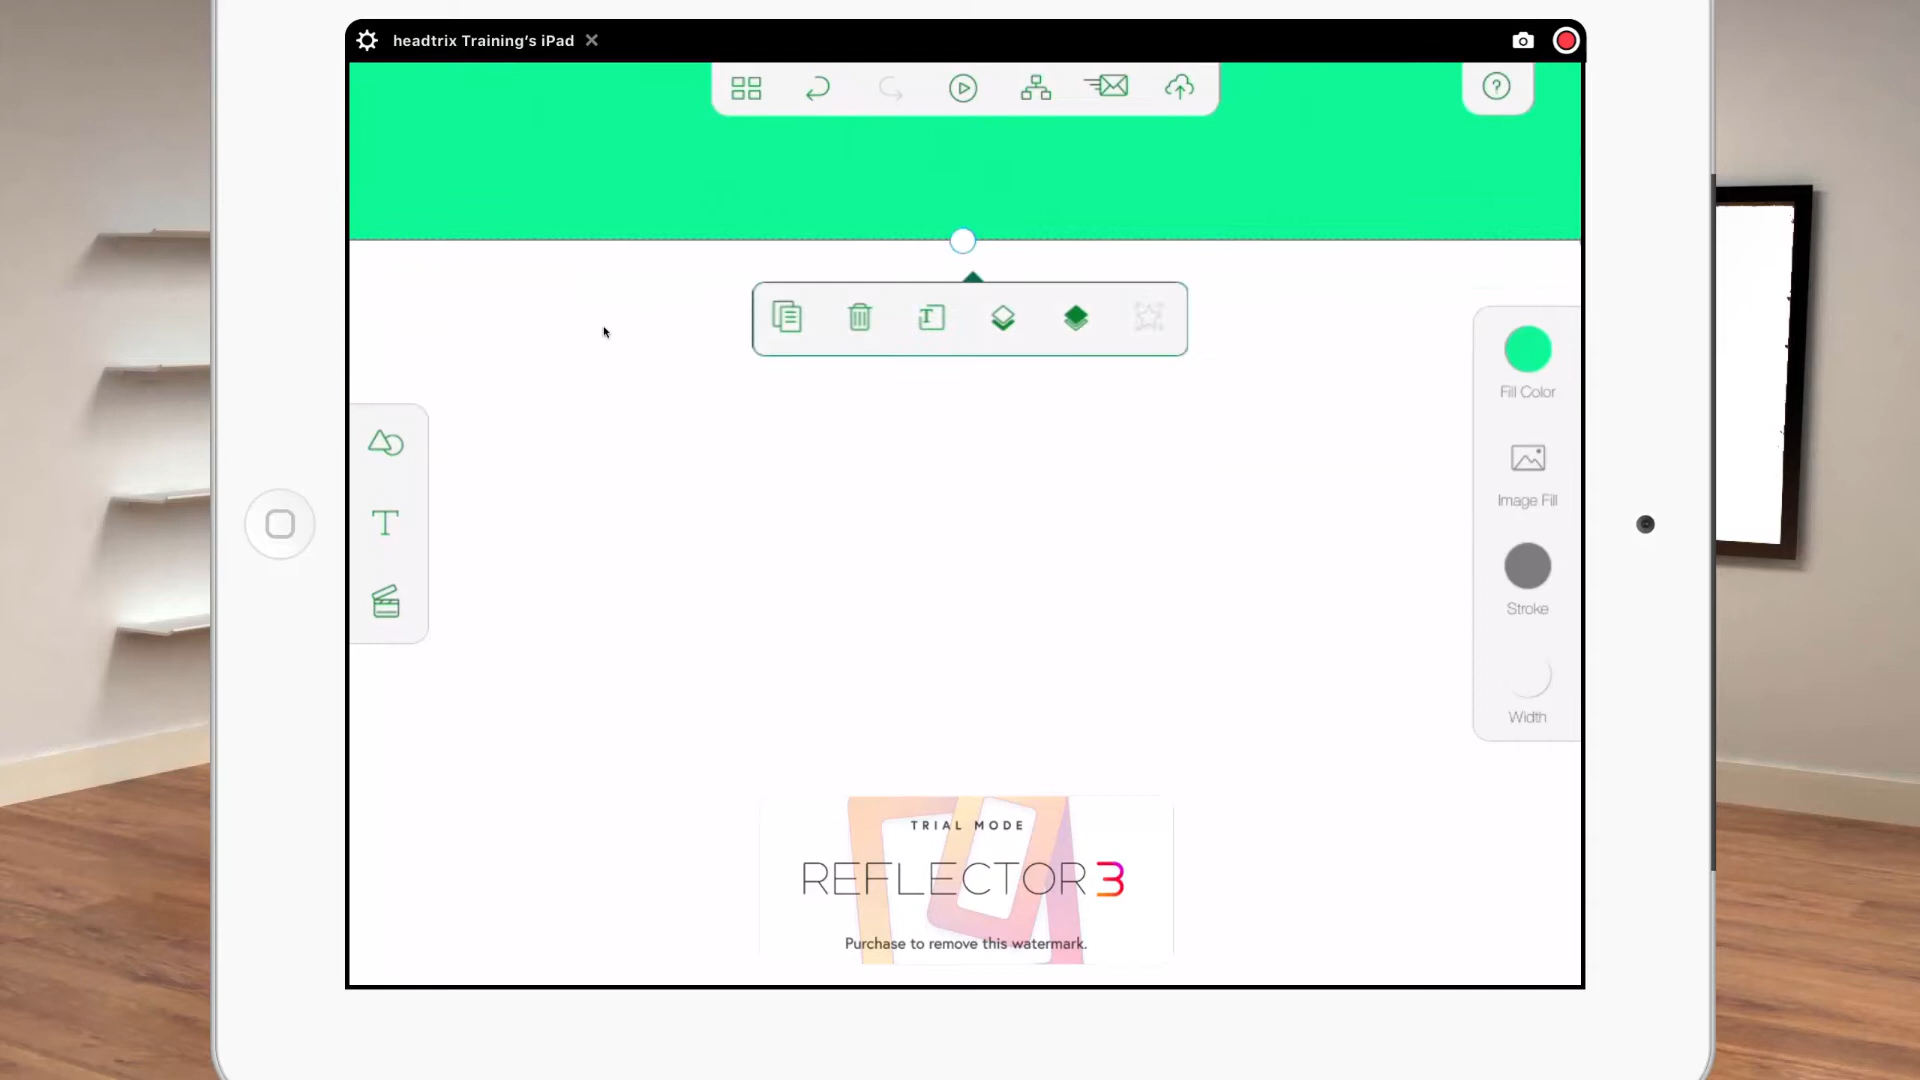 headtrix Training's iPad
Fill Color
Image Fill
Stroke
Width
TRIAL MODE
REFLECTOR 3
Purchase to remove this watermark.